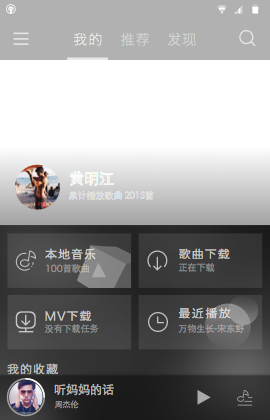 我的 推荐 发现
黄明江
累计播放歌曲 2015首
本地音乐
100首歌曲
歌曲下载
正在下载
MV下载
没有下载任务
最近播放
万物生长-宋东野
我的收藏
听妈妈的话
周杰伦